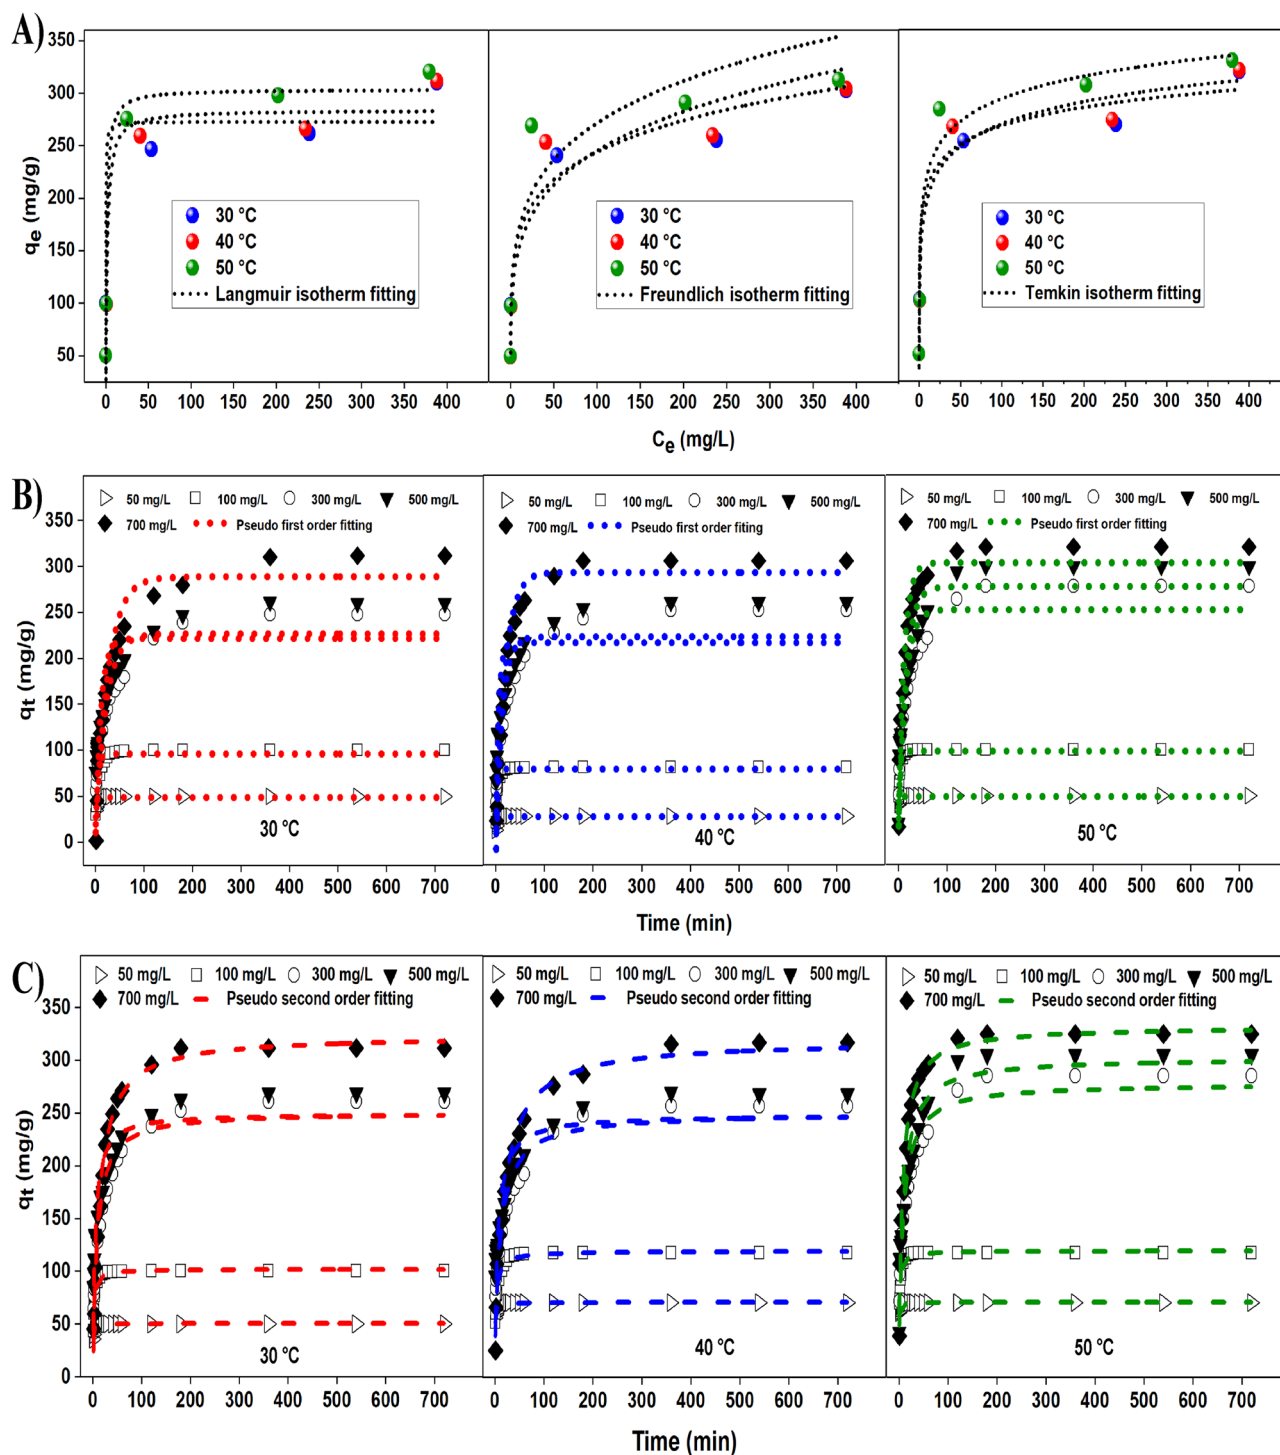 A)
350
300
250
200
150
100
50
qe (mg/g)
30 °C
40 °C
50 °C
Langmuir isotherm fitting
30 °C
40 °C
50 °C
Freundlich isotherm fitting
30 °C
40 °C
50 °C
Temkin isotherm fitting
0 50 100 150 200 250 300 350 400
0 50 100 150 200 250 300 350 400
0 50 100 150 200 250 300 350 400
Ce (mg/L)
B)
50 mg/L 100 mg/L 300 mg/L 500 mg/L
700 mg/L Pseudo first order fitting
50 mg/L 100 mg/L 300 mg/L 500 mg/L
700 mg/L Pseudo first order fiting
50 mg/L 100 mg/L 300 mg/L 500 mg/L
700 mg/L Pseudo first order fitting
350
300
250
200
150
100
50
0
qt (mg/g)
30 °C
40 °C
50 °C
0 100 200 300 400 500 600 700
0 100 200 300 400 500 600 700
0 100 200 300 400 500 600 700
Time (min)
C)
50 mg/L 100 mg/L 300 mg/L 500 mg/L
700 mg/L Pseudo second order fitting
50 mg/L 100 mg/L 300 mg/L 500 mg/L
700 mg/L Pseudo second order fitting
50 mg/L 100 mg/L 300 mg/L 500 mg/L
700 mg/L Pseudo second order fitting
350
300
250
200
150
100
50
0
qt (mg/g)
30 °C
40 °C
50 °C
0 100 200 300 400 500 600 700
0 100 200 300 400 500 600 700
0 100 200 300 400 500 600 700
Time (min)